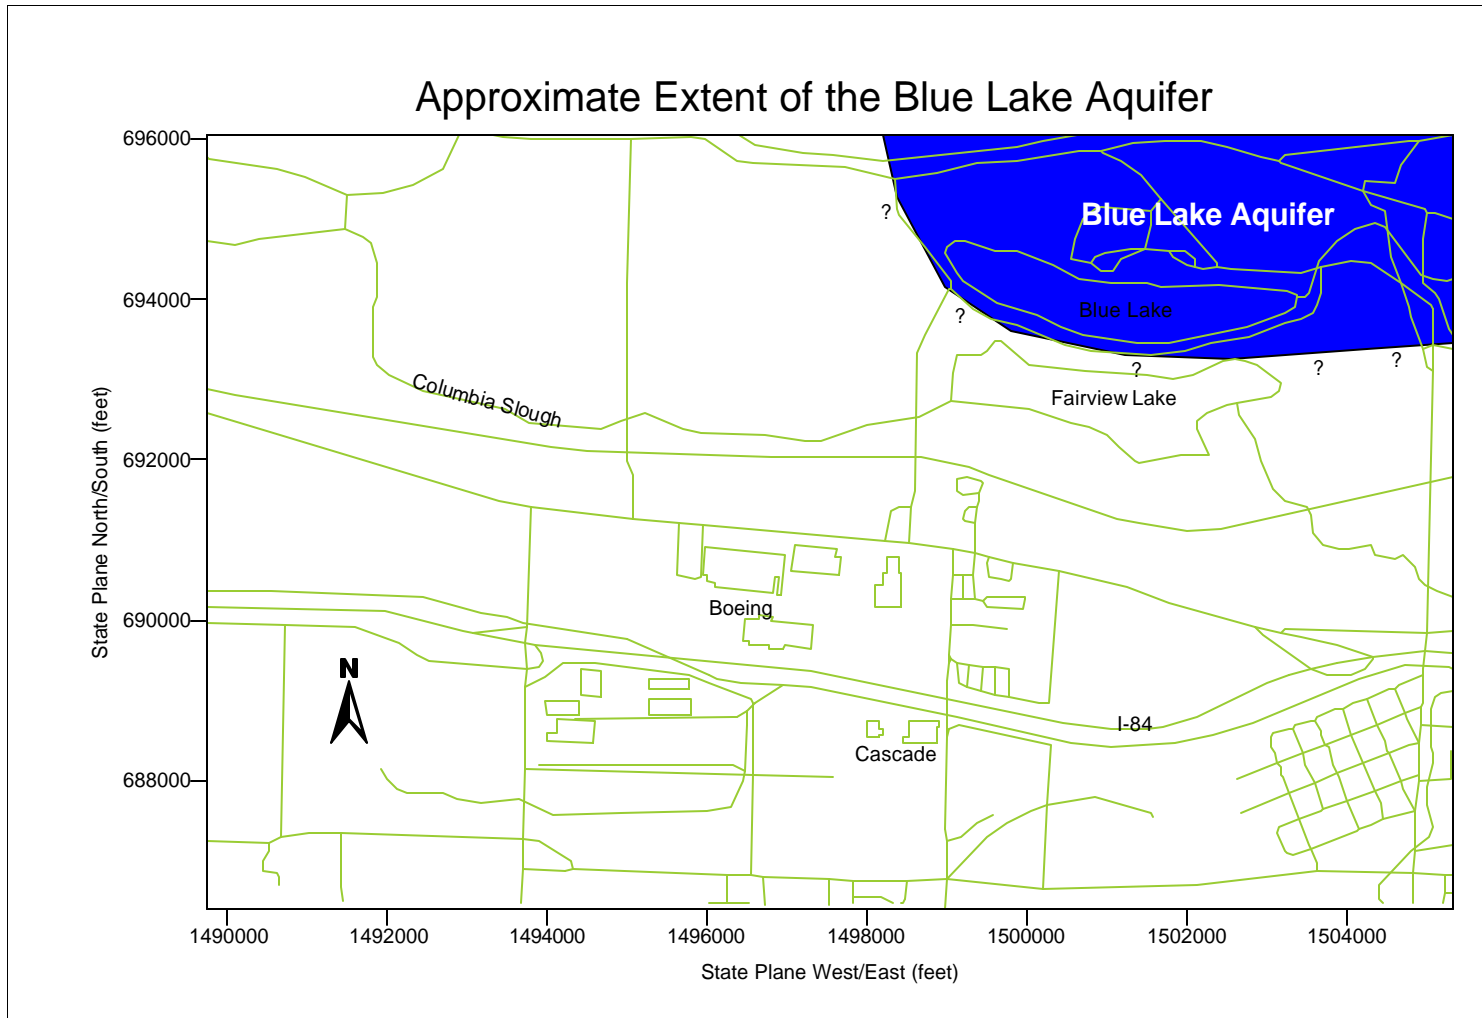 Approximate Extent of the Blue Lake Aquifer
696000
694000
692000
690000
688000
State Plane North/South (feet)
Blue Lake Aquifer
?
Blue Lake
?
?
?
?
Fairview Lake
Columbia Slough
Boeing
N
I-84
Cascade
1490000 1492000 1494000 1496000 1498000 1500000 1502000 1504000
State Plane West/East (feet)